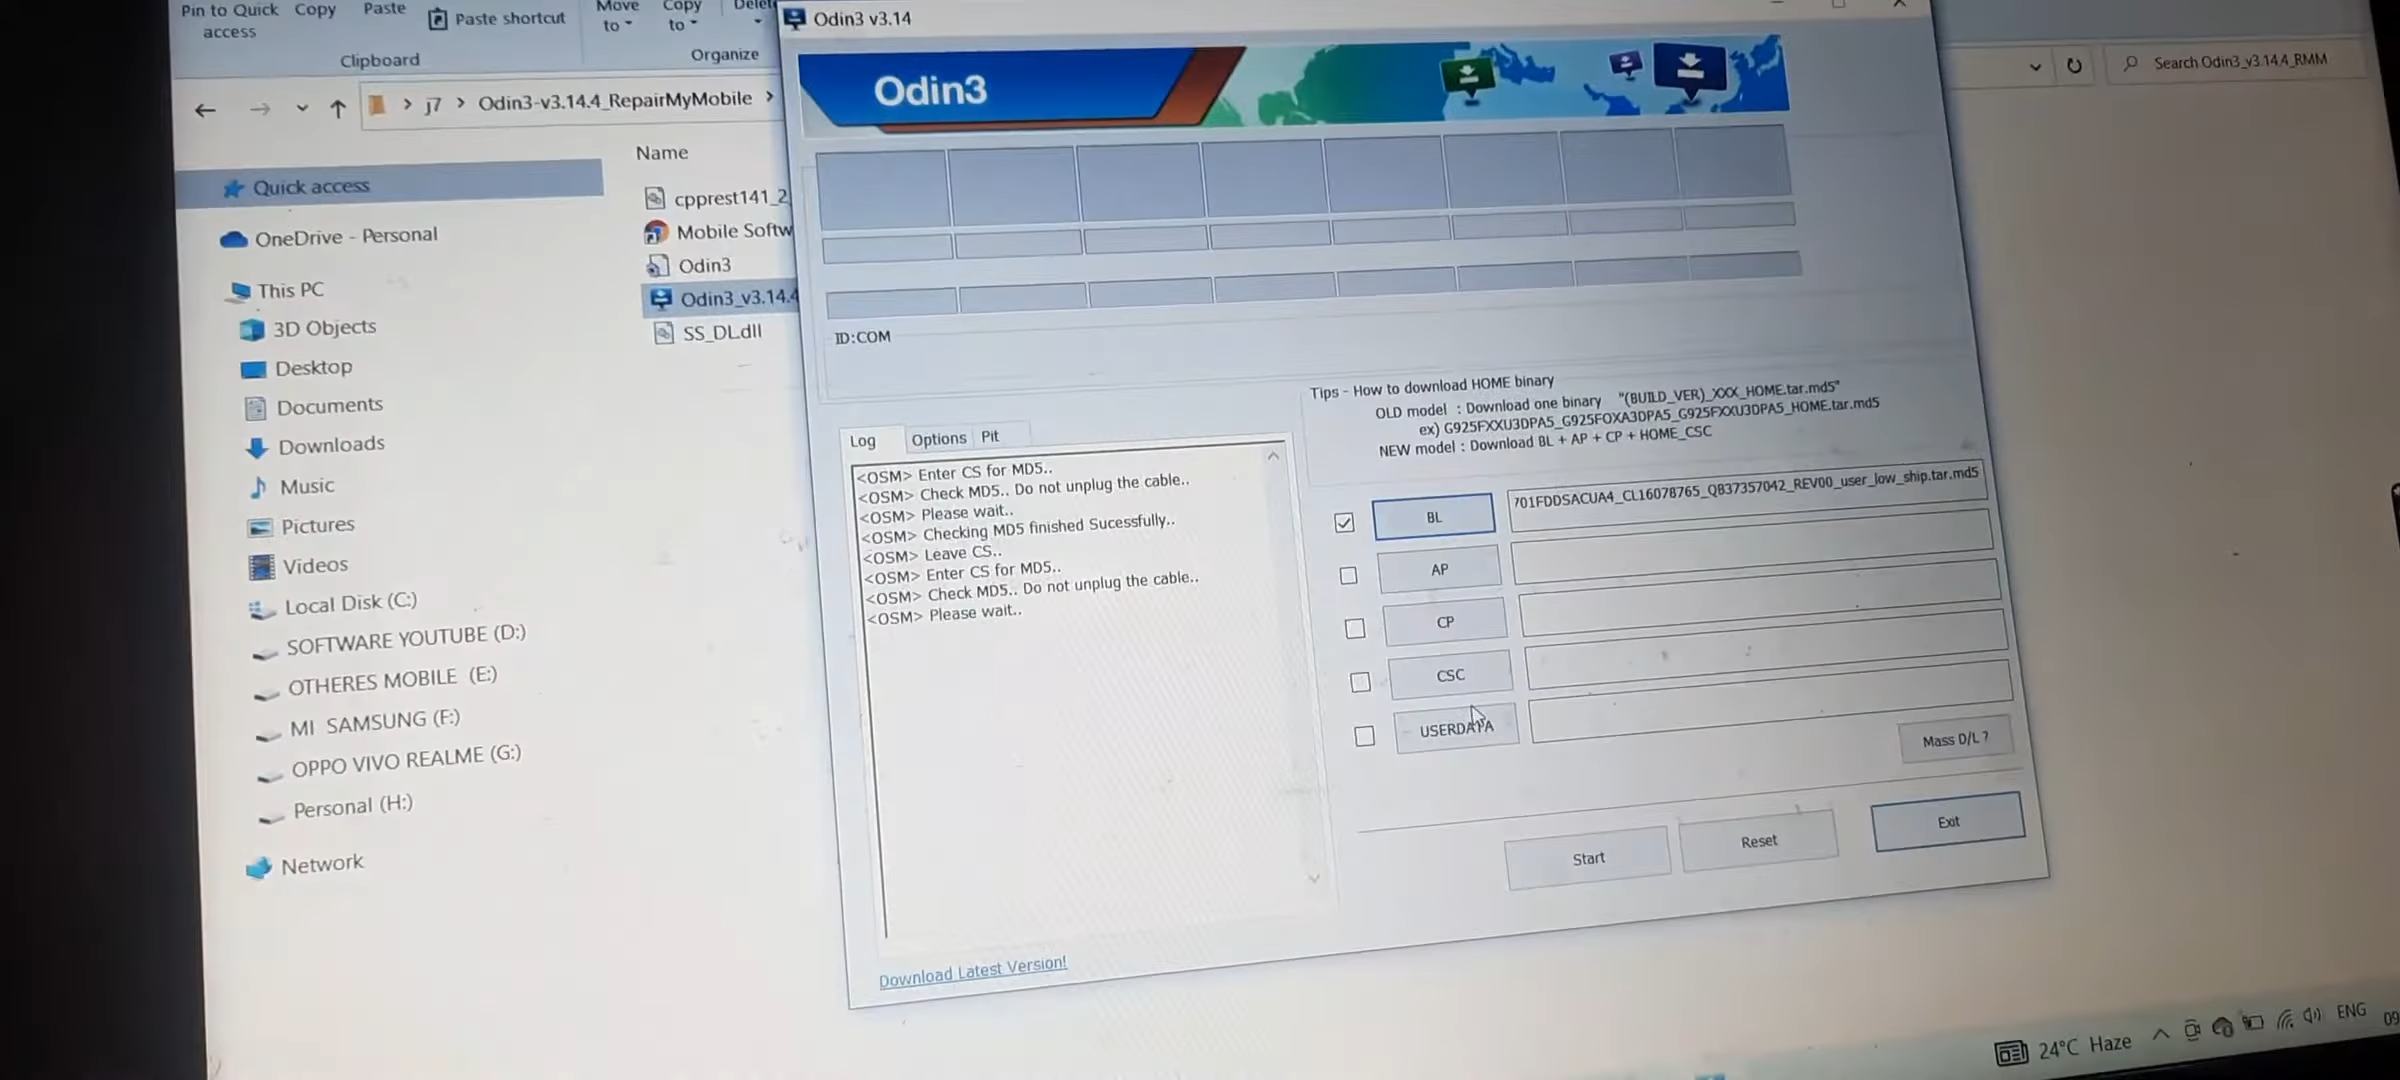 Pin to Quick access
Copy
Paste
Paste shortcut
Move to
Copy to
Clipboard
Organize
j7
Odin3-v3.14.4_RepairMyMobile
Search Odin3_v3.14.4_RMM
Quick access
OneDrive - Personal
This PC
3D Objects
Desktop
Documents
Downloads
Music
Pictures
Videos
Local Disk (C:)
SOFTWARE YOUTUBE (D:)
OTHERES MOBILE (E:)
MI SAMSUNG (F:)
OPPO VIVO REALME (G:)
Personal (H:)
Network
Name
cpprest141_2
Mobile Softw
Odin3
Odin3_v3.14.4
SS_DL.dll
Odin3 v3.14
Odin3
ID:COM
Tips - How to download HOME binary
OLD model : Download one binary "(BUILD_VER)_XXX_HOME.tar.md5"
ex) G925FXXU3DPA5_G925FOXA3DPA5_G925FXXU3DPA5_HOME.tar.md5
NEW model : Download BL + AP + CP + HOME_CSC
Log
Options
Pit
<OSM> Enter CS for MD5..
<OSM> Check MD5.. Do not unplug the cable..
<OSM> Please wait..
<OSM> Checking MD5 finished Sucessfully..
<OSM> Leave CS..
<OSM> Enter CS for MD5..
<OSM> Check MD5.. Do not unplug the cable..
<OSM> Please wait..
BL
701FDDSACUA4_CL16078765_QB37357042_REV00_user_low_ship.tar.md5
AP
CP
CSC
USERDATA
Mass D/L ?
Start
Reset
Exit
Download Latest Version!
24°C Haze
ENG